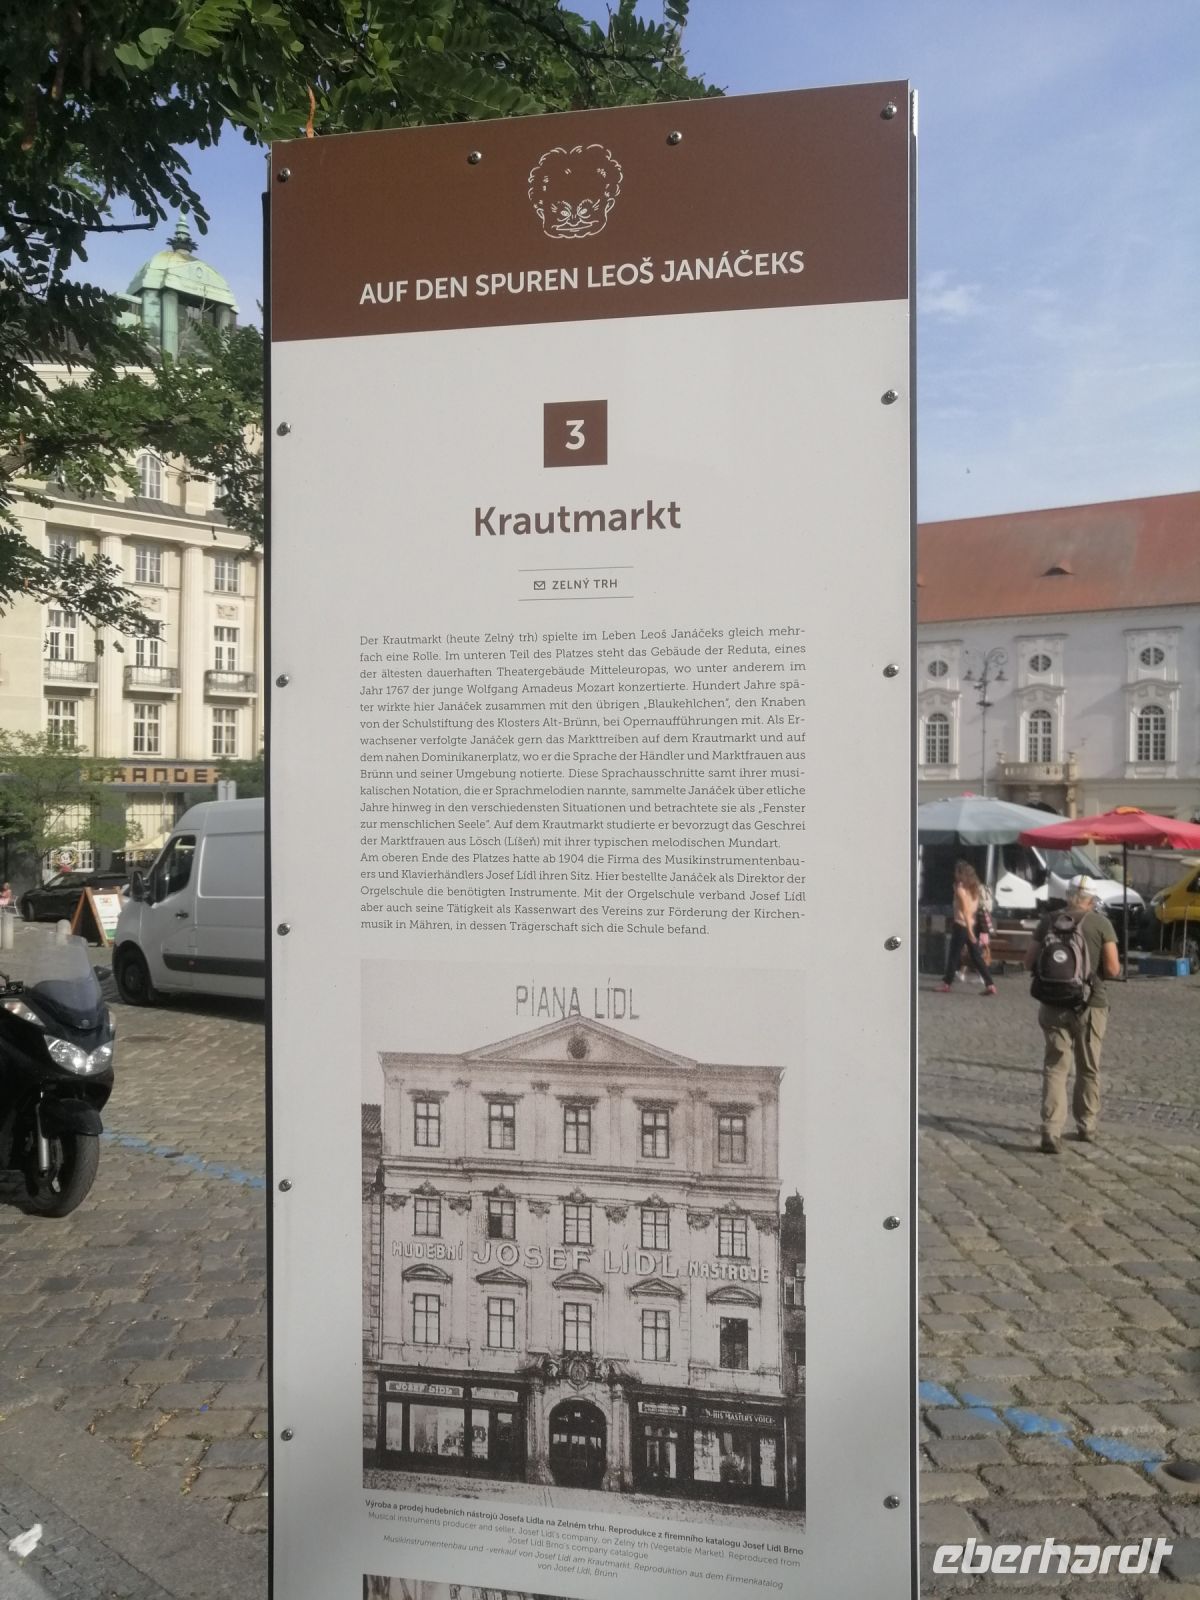 AUF DEN SPUREN LEOŠ JANÁČEKS
3
Krautmarkt
ZELNÝ TRH
Der Krautmarkt (heute Zelný trh) spielte im Leben Leoš Janáčeks gleich mehr-
fach eine Rolle. Im unteren Teil des Platzes steht das Gebäude der Reduta, eines
der ältesten dauerhaften Theatergebäude Mitteleuropas, wo unter anderem im
Jahr 1767 der junge Wolfgang Amadeus Mozart konzertierte. Hundert Jahre spä-
ter wirkte hier Janáček zusammen mit den übrigen „Blaukehlchen“, den Knaben
von der Schulstiftung des Klosters Alt-Brünn, bei Opernaufführungen mit. Als Er-
wachsener verfolgte Janáček gern das Markttreiben auf dem Krautmarkt und auf
dem nahen Dominikanerplatz, wo er die Sprache der Händler und Marktfrauen aus
Brünn und seiner Umgebung notierte. Diese Sprachausschnitte samt ihrer musi-
kalischen Notation, die er Sprachmelodien nannte, sammelte Janáček über etliche
Jahre hinweg in den verschiedensten Situationen und betrachtete sie als „Fenster
zur menschlichen Seele“. Auf dem Krautmarkt studierte er bevorzugt das Geschrei
der Marktfrauen aus Lösch (Líšeň) mit ihrer typischen melodischen Mundart.
Am oberen Ende des Platzes hatte ab 1904 die Firma des Musikinstrumentenbau-
ers und Klavierhändlers Josef Lídl ihren Sitz. Hier bestellte Janáček als Direktor der
Orgelschule die benötigten Instrumente. Mit der Orgelschule verband Josef Lídl
aber auch seine Tätigkeit als Kassenwart des Vereins zur Förderung der Kirchen-
musik in Mähren, in dessen Trägerschaft sich die Schule befand.
PIANA LÍDL
HUDEBNÍ JOSEF LÍDL NÁSTROJE
JOSEF LÍDL
HIS MASTER'S VOICE
Výroba a prodej hudebních nástrojů Josefa Lídla na Zelném trhu. Reprodukce z firemního katalogu Josef Lídl Brno
Musical instruments producer and seller, Josef Lídl's company, on Zelný trh (Vegetable Market). Reproduced from
Josef Lídl Brno's company catalogue
Musikinstrumentenbau und -verkauf von Josef Lídl am Krautmarkt. Reproduktion aus dem Firmenkatalog
von Josef Lídl, Brünn
GRANDEZ
eberhardt